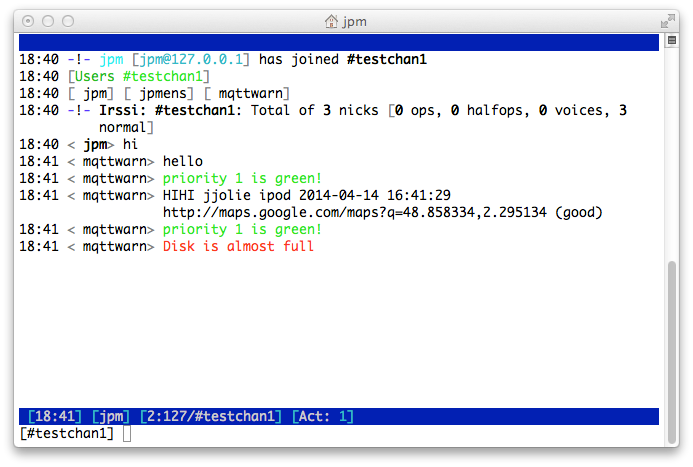 jpm
18:40 -!- jpm [jpm@127.0.0.1] has joined #testchan1
18:40 [Users #testchan1]
18:40 [ jpm] [ jpmens] [ mqttwarn]
18:40 -!- Irssi: #testchan1: Total of 3 nicks [0 ops, 0 halfops, 0 voices, 3
normal]
18:40 < jpm> hi
18:41 < mqttwarn> hello
18:41 < mqttwarn> priority 1 is green!
18:41 < mqttwarn> HIHI jjolie ipod 2014-04-14 16:41:29
http://maps.google.com/maps?q=48.858334,2.295134 (good)
18:41 < mqttwarn> priority 1 is green!
18:41 < mqttwarn> Disk is almost full
[18:41] [jpm] [2:127/#testchan1] [Act: 1]
[#testchan1]